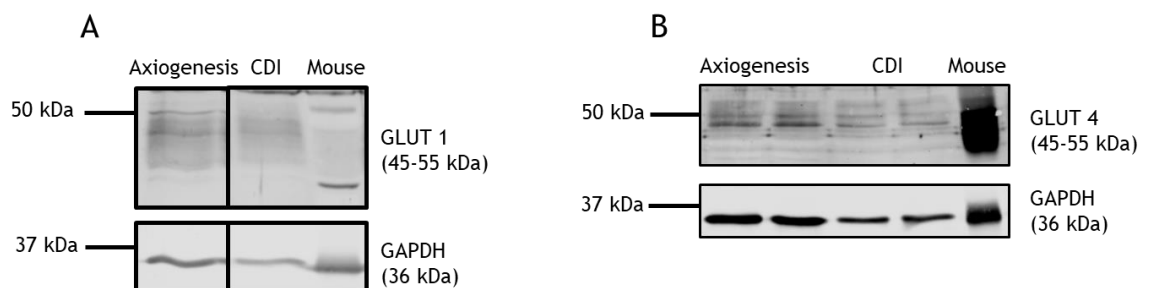 A
Axiogenesis CDI Mouse
50 kDa
GLUT 1
(45-55 kDa)
37 kDa
GAPDH
(36 kDa)
B
Axiogenesis CDI Mouse
50 kDa
GLUT 4
(45-55 kDa)
37 kDa
GAPDH
(36 kDa)